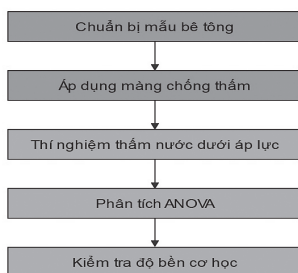 Chuẩn bị mẫu bê tông
Áp dụng màng chống thấm
Thí nghiệm thấm nước dưới áp lực
Phân tích ANOVA
Kiểm tra độ bền cơ học